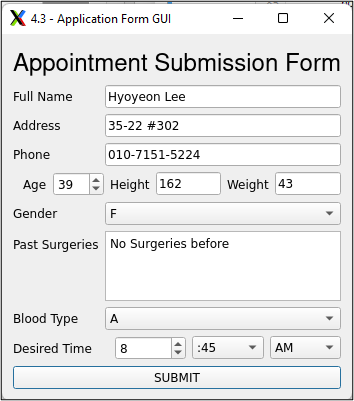 4.3 - Application Form GUI
Appointment Submission Form
Full Name Hyoyeon Lee
Address 35-22 #302
Phone 010-7151-5224
Age 39 Height 162 Weight 43
Gender F
Past Surgeries No Surgeries before
Blood Type A
Desired Time 8 :45 AM
SUBMIT